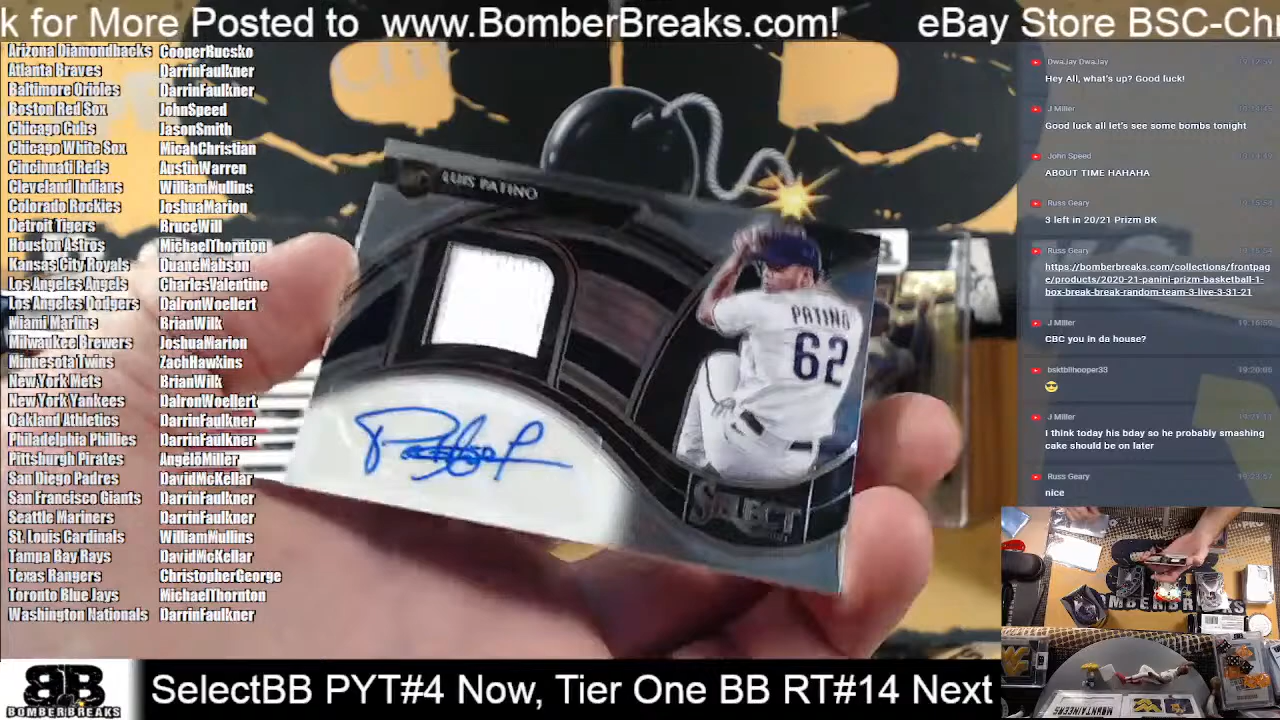 k for More Posted to www.BomberBreaks.com! eBay Store BSC-Ch
Arizona Diamondbacks CooperRucsko
Atlanta Braves DarrinFaulkner
Baltimore Orioles DarrinFaulkner
Boston Red Sox JohnSpeed
Chicago Cubs JasonSmith
Chicago White Sox MicahChristian
Cincinnati Reds AustinWarren
Cleveland Indians WilliamMullins
Colorado Rockies JoshuaMarion
Detroit Tigers BruceWill
Houston Astros MichaelThornton
Kansas City Royals DuaneMabson
Los Angeles Angels CharlesValentine
Los Angeles Dodgers DalronWoellert
Miami Marlins BrianWilk
Milwaukee Brewers JoshuaMarion
Minnesota Twins ZachHawkins
New York Mets BrianWilk
New York Yankees DalronWoellert
Oakland Athletics DarrinFaulkner
Philadelphia Phillies DarrinFaulkner
Pittsburgh Pirates AngeloMiller
San Diego Padres DavidMcKellar
San Francisco Giants DarrinFaulkner
Seattle Mariners DarrinFaulkner
St. Louis Cardinals WilliamMullins
Tampa Bay Rays DavidMcKellar
Texas Rangers ChristopherGeorge
Toronto Blue Jays MichaelThornton
Washington Nationals DarrinFaulkner
LUIS PATINO
PATINO
62
SELECT
DwaJay DwaJay
Hey All, what's up? Good luck!
J Miller
Good luck all let's see some bombs tonight
John Speed
ABOUT TIME HAHAHA
Russ Geary
3 left in 20/21 Prizm BK
Russ Geary
https://bomberbreaks.com/collections/frontpag
e/products/2020-21-panini-prizm-basketball-1-
box-break-break-random-team-3-live-3-31-21
J Miller
CBC you in da house?
bsktbllhooper33
J Miller
I think today his bday so he probably smashing
cake should be on later
Russ Geary
nice
BOMBERBREAKS
MOUNTAINEERS
BB
BOMBERBREAKS
SelectBB PYT#4 Now, Tier One BB RT#14 Next